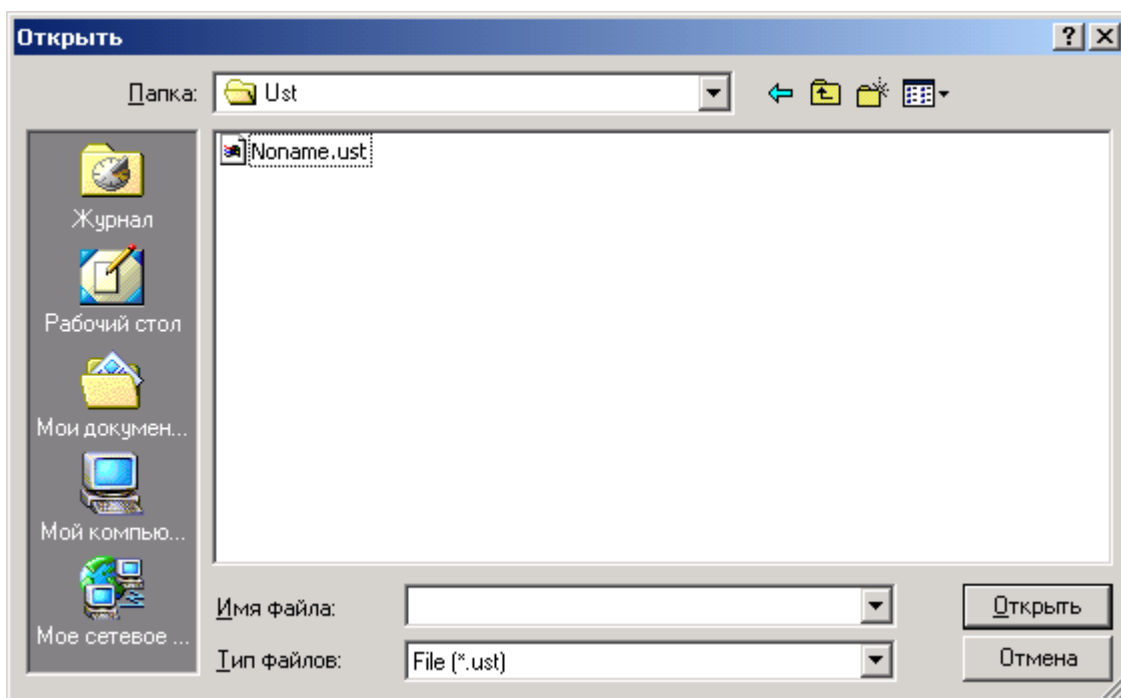 Открыть
Папка: Ust
Noname.ust
Журнал
Рабочий стол
Мои докумен...
Мой компью...
Мое сетевое ...
Имя файла:
Открыть
Тип файлов: File (*.ust)
Отмена